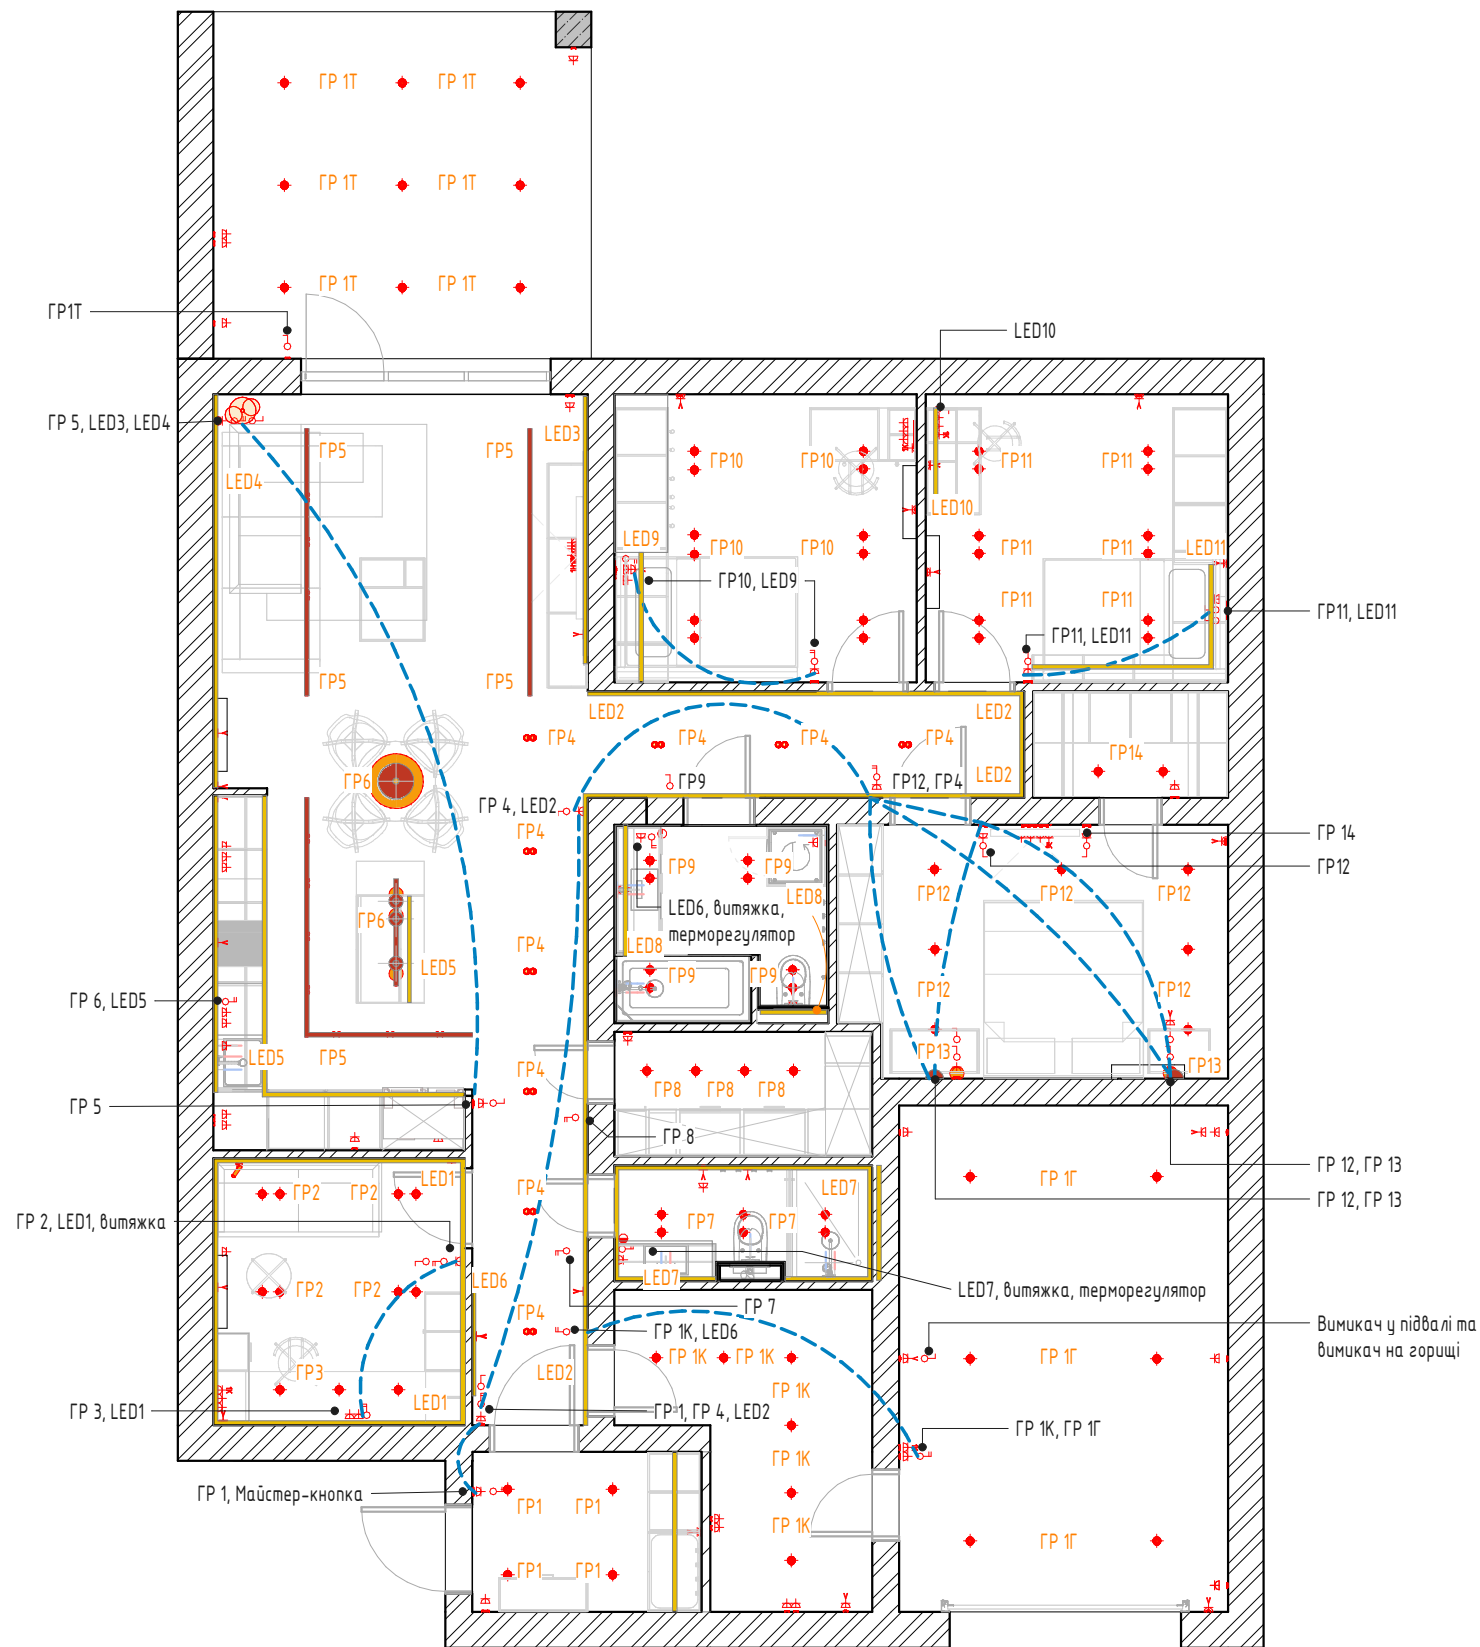 ГР 1Т ГР 1Т
ГР 1Т ГР 1Т
ГР 1Т ГР 1Т
ГР1Т
LED10
ГР 5, LED3, LED4
LED3
ГР5 ГР5
LED4
ГР10 ГР10
ГР11 ГР11
LED10
LED9
ГР10 ГР10
ГР11 ГР11
LED11
ГР10, LED9
ГР11 ГР11
ГР11, LED11
ГР11, LED11
ГР5 ГР5
LED2 LED2
ГР4 ГР4 ГР4 ГР4
ГР14
ГР6
ГР9
ГР12, ГР4
LED2
ГР 4, LED2
ГР4
ГР 14
ГР9 ГР9
ГР12
LED8
ГР12 ГР12 ГР12
ГР6
LED6, витяжка,
терморегулятор
LED8
ГР4
LED5
ГР9 ГР9
ГР12 ГР12
ГР 6, LED5
LED5
ГР5
ГР13 ГР13
ГР4
ГР8 ГР8 ГР8
ГР 5
ГР 8
ГР 12, ГР 13
ГР 12, ГР 13
LED1
ГР2 ГР2
ГР4
LED7
ГР 1Г
ГР7 ГР7
ГР 2, LED1, витяжка
LED6
LED7
ГР2 ГР2
LED7, витяжка, терморегулятор
ГР 7
ГР4
ГР 1К, LED6
Вимикач у підвалі та
вимикач на горищі
ГР 1К ГР 1К
ГР 1Г
LED2
ГР3
ГР 1К
LED1
ГР 3, LED1
ГР 1, ГР 4, LED2
ГР 1К, ГР 1Г
ГР 1К
ГР 1, Майстер-кнопка
ГР1 ГР1
ГР 1К
ГР 1Г
ГР1 ГР1